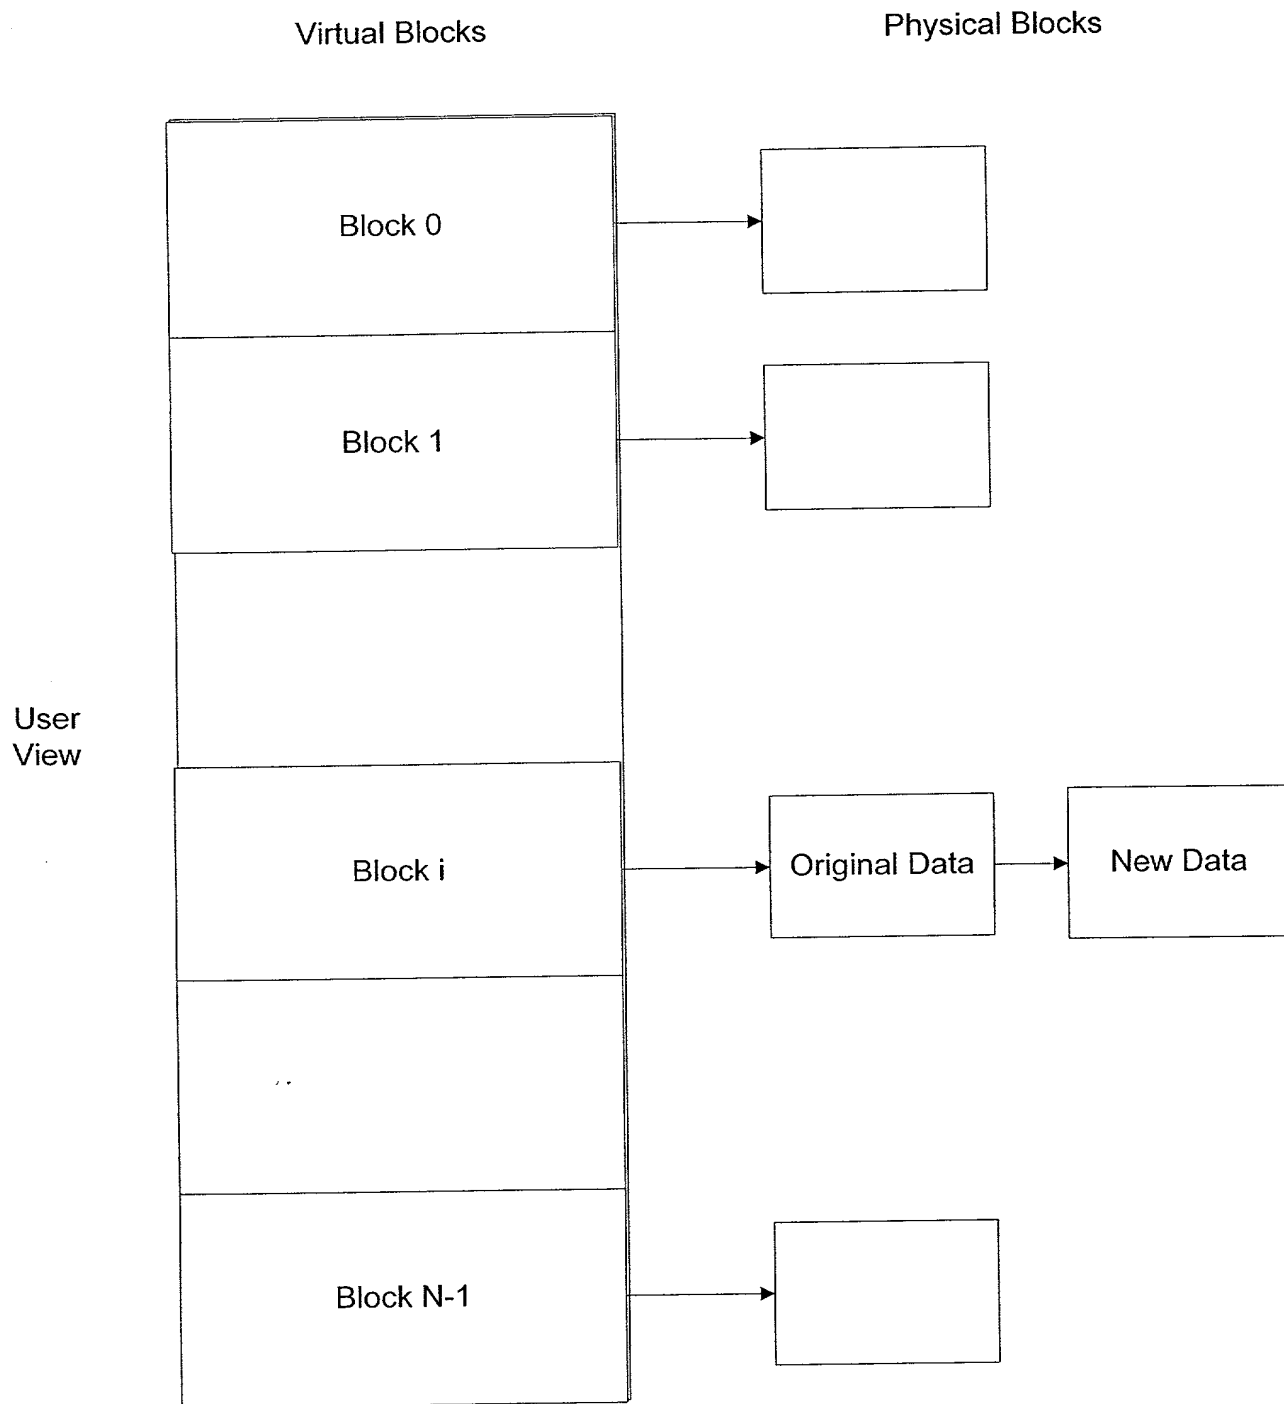 Virtual Blocks
Physical Blocks
Block 0
Block 1
User
View
Block i
Original Data
New Data
Block N-1